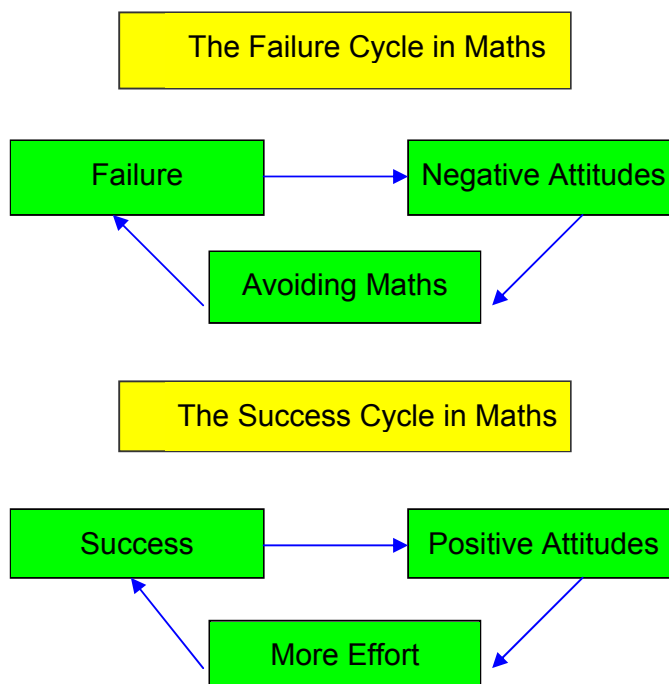 The Failure Cycle in Maths
Failure
Negative Attitudes
Avoiding Maths
The Success Cycle in Maths
Success
Positive Attitudes
More Effort